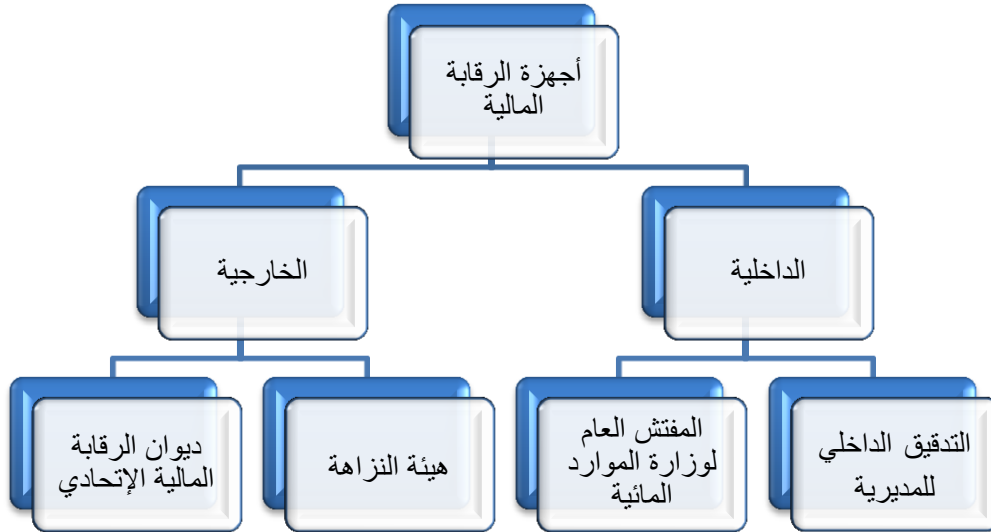 أجهزة الرقابة
المالية
الداخلية
الخارجية
التدقيق الداخلي
للمديرية
المفتش العام
لوزارة الموارد
المائية
هيئة النزاهة
ديوان الرقابة
المالية الإتحادي